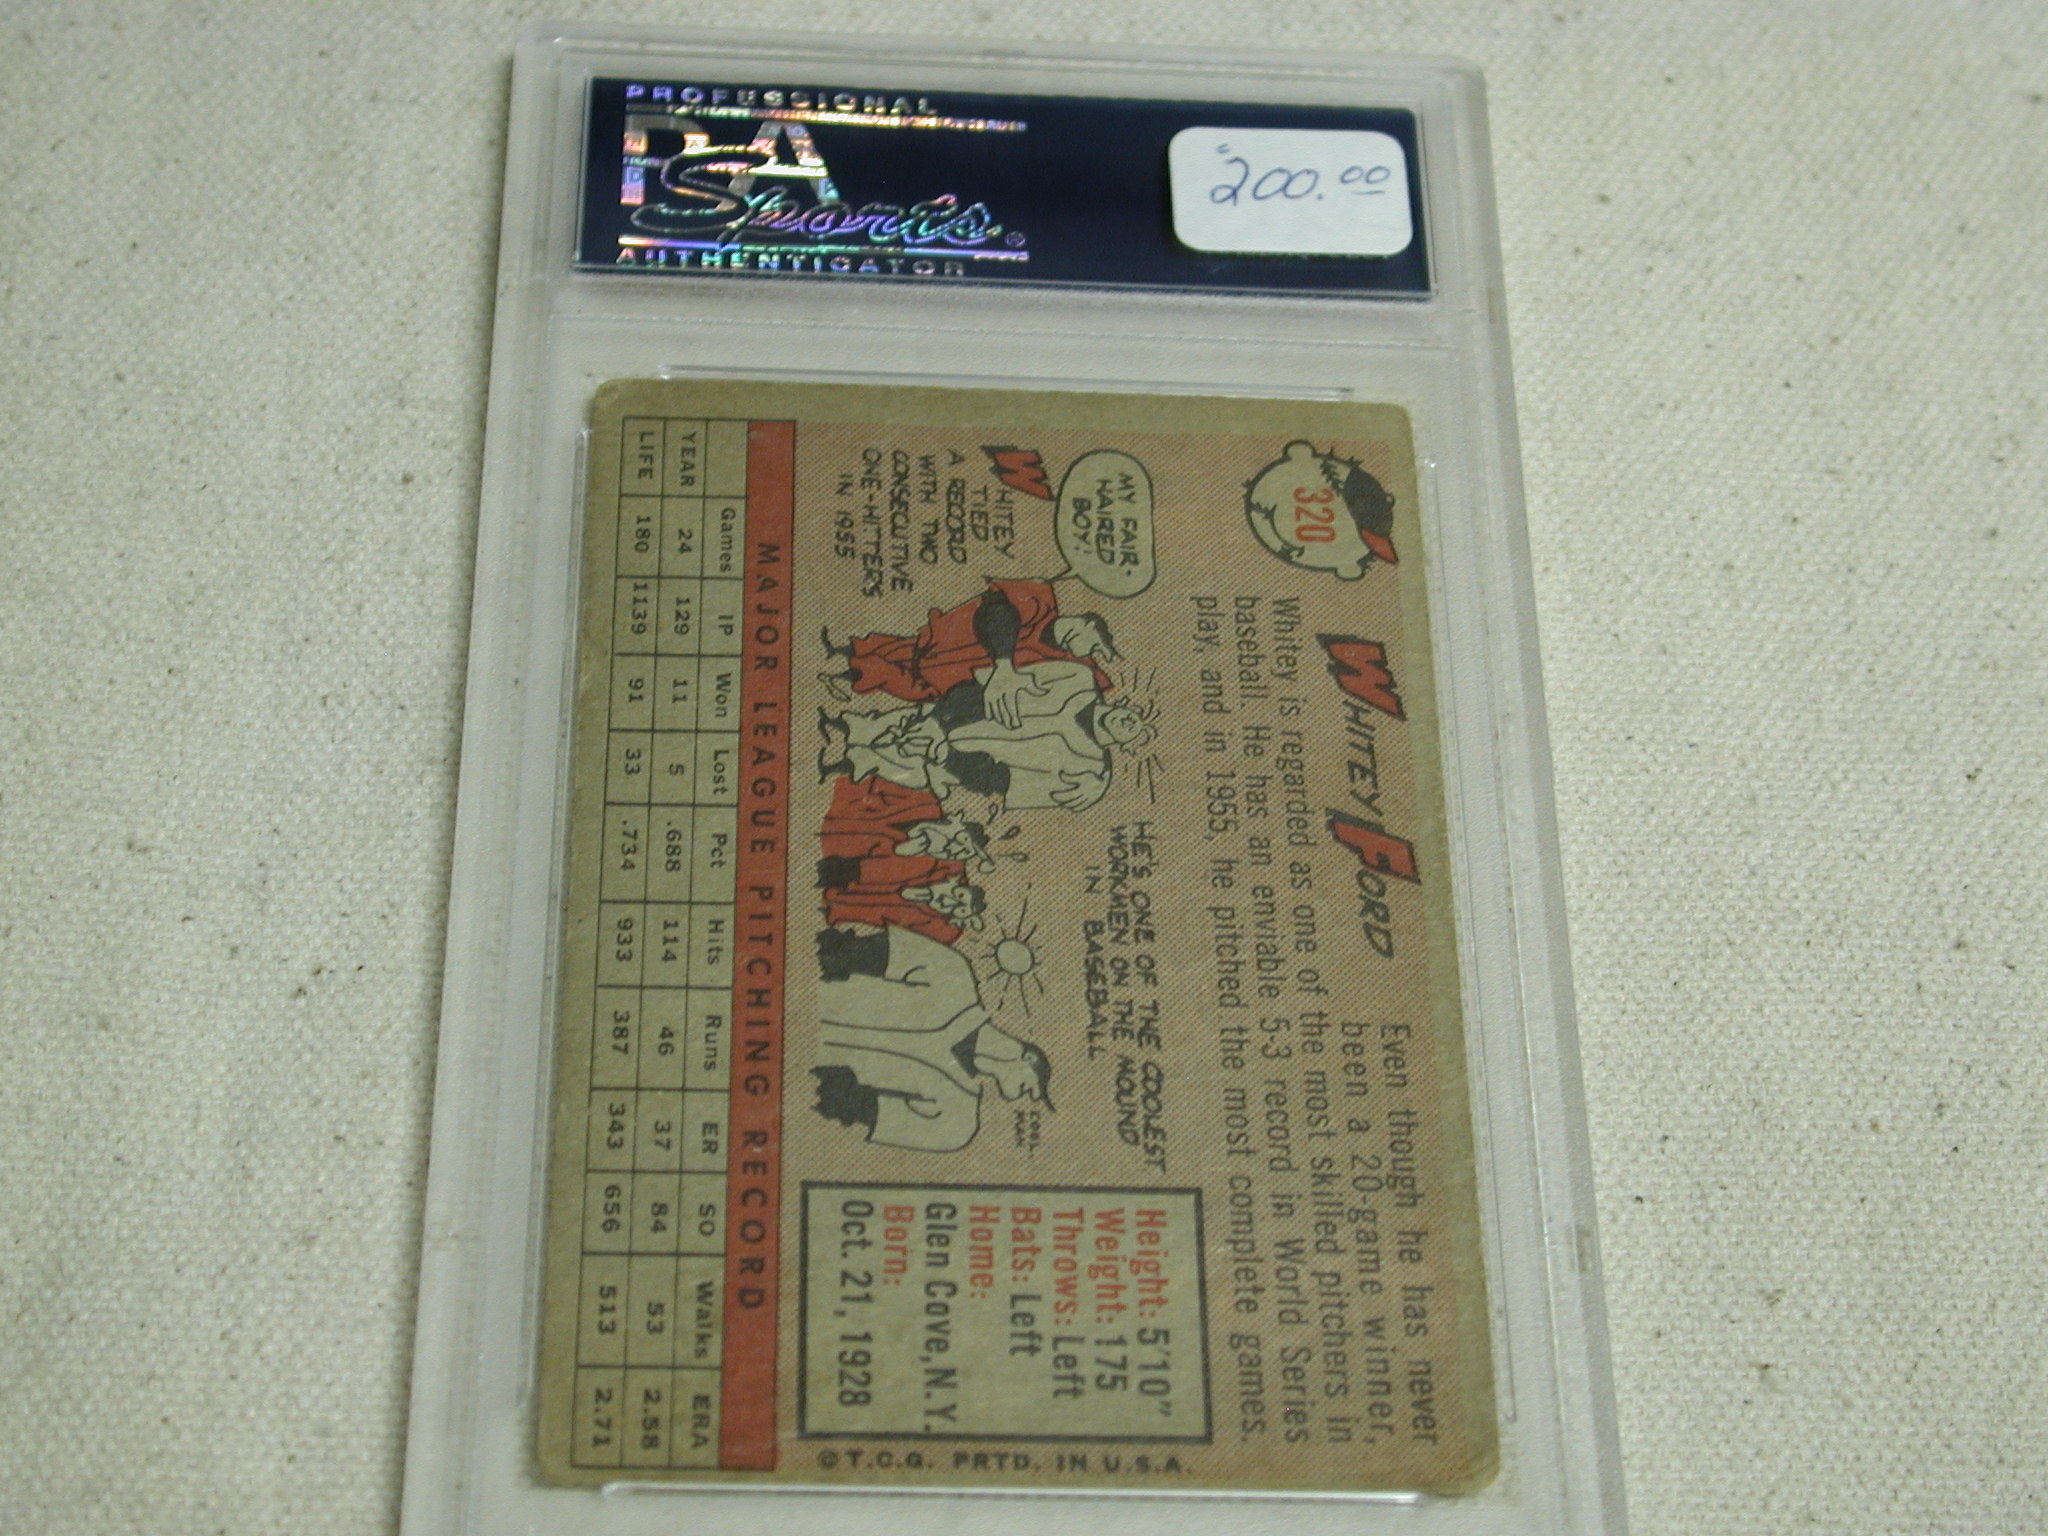 PROFESSIONAL
PSA
Sports®
AUTHENTICATOR
200.00
320
WHITEY FORD
Even though he has never
been a 20-game winner,
Whitey is regarded as one of the most skilled pitchers in
baseball. He has an enviable 5-3 record in World Series
play, and in 1955, he pitched the most complete games.
MY FAIR-
HAIRED
BOY!
WHITEY
TIED
A RECORD
WITH TWO
CONSECUTIVE
ONE-HITTERS
IN 1955
HE'S ONE OF THE COOLEST
WORKMEN ON THE MOUND
IN BASEBALL
COOL
MAN
Height: 5'10"
Weight: 175
Throws: Left
Bats: Left
Home:
Glen Cove, N. Y.
Born:
Oct. 21, 1928
© T.C.G. PRTD. IN U.S.A.
MAJOR LEAGUE PITCHING RECORD
Games IP Won Lost Pct Hits Runs ER SO Walks ERA
YEAR 24 129 11 5 .688 114 46 37 84 53 2.58
LIFE 180 1139 91 33 .734 933 387 343 656 513 2.71